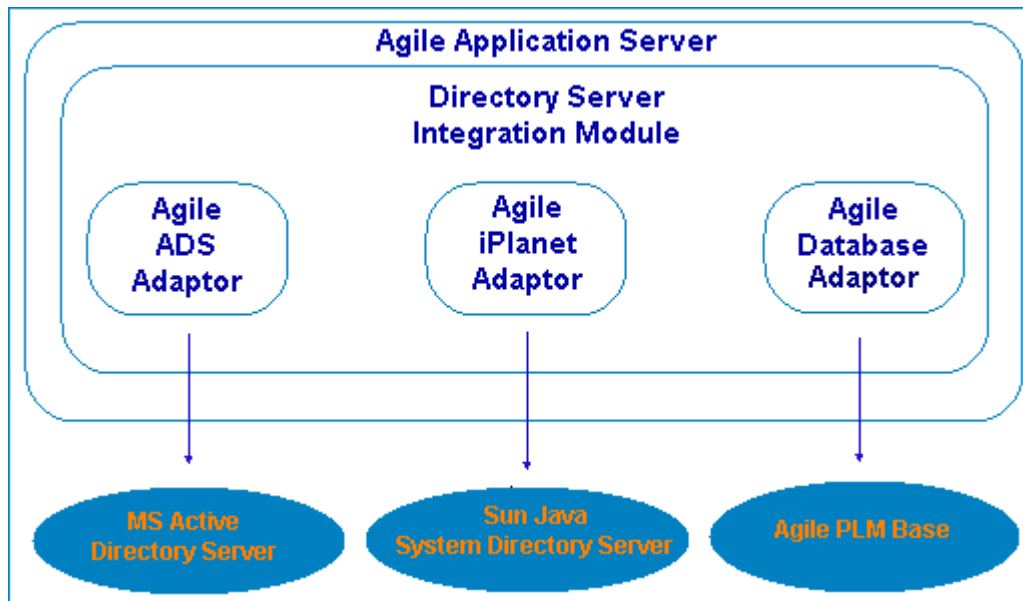 Agile Application Server
Directory Server
Integration Module
Agile
ADS
Adaptor
Agile
iPlanet
Adaptor
Agile
Database
Adaptor
MS Active
Directory Server
Sun Java
System Directory Server
Agile PLM Base